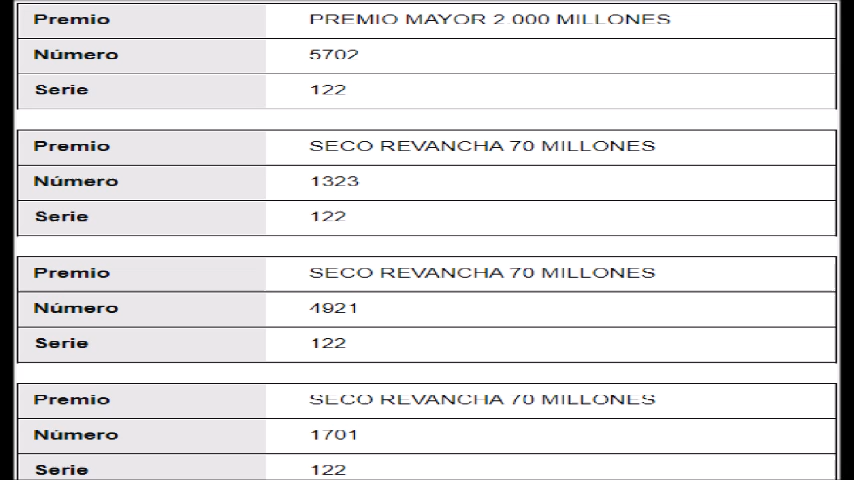 Premio PREMIO MAYOR 2 000 MILLONES
Número 5702
Serie 122
Premio SECO REVANCHA 70 MILLONES
Número 1323
Serie 122
Premio SECO REVANCHA 70 MILLONES
Número 4921
Serie 122
Premio SECO REVANCHA 70 MILLONES
Número 1701
Serie 122